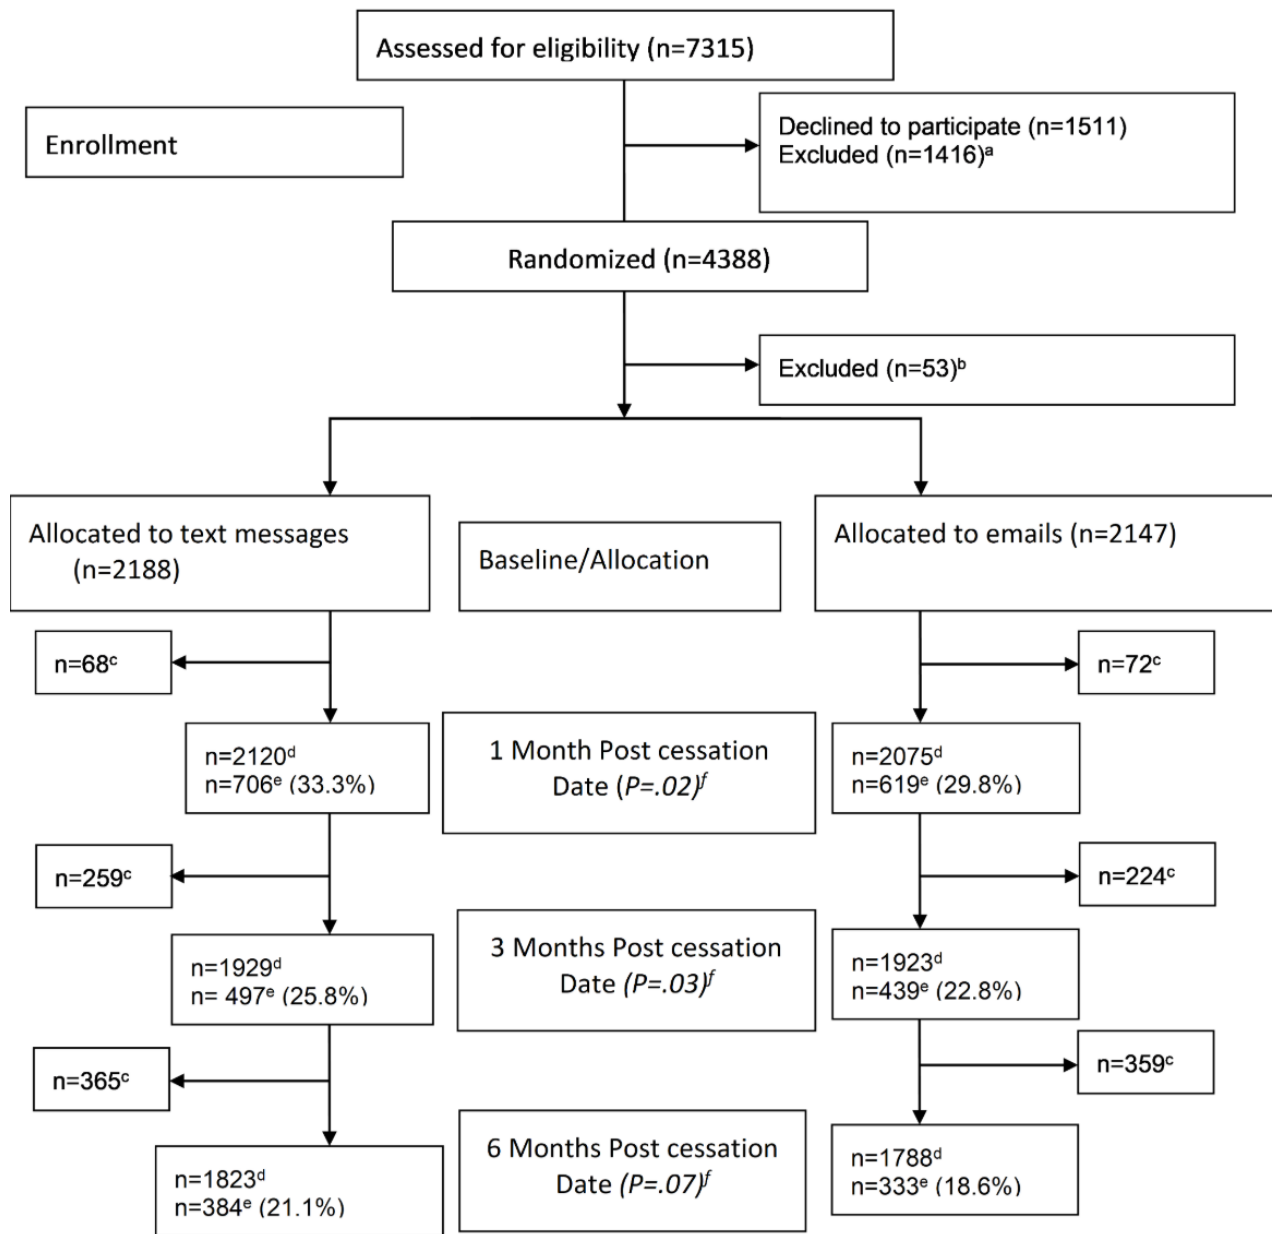 Assessed for eligibility (n=7315)
Enrollment
Declined to participate (n=1511)
Excluded (n=1416)ᵃ
Randomized (n=4388)
Excluded (n=53)ᵇ
Allocated to text messages
(n=2188)
Baseline/Allocation
Allocated to emails (n=2147)
n=68ᶜ
n=72ᶜ
n=2120ᵈ
n=706ᵉ (33.3%)
1 Month Post cessation
Date (P=.02)ᶠ
n=2075ᵈ
n=619ᵉ (29.8%)
n=259ᶜ
n=224ᶜ
n=1929ᵈ
n= 497ᵉ (25.8%)
3 Months Post cessation
Date (P=.03)ᶠ
n=1923ᵈ
n=439ᵉ (22.8%)
n=365ᶜ
n=359ᶜ
n=1823ᵈ
n=384ᵉ (21.1%)
6 Months Post cessation
Date (P=.07)ᶠ
n=1788ᵈ
n=333ᵉ (18.6%)